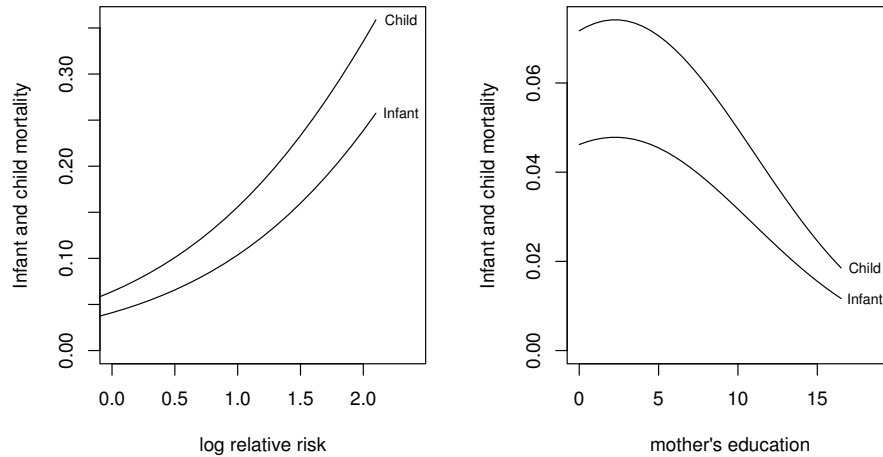 Infant and child mortality
0.30
0.20
0.10
0.00
Child
Infant
0.0 0.5 1.0 1.5 2.0
log relative risk
Infant and child mortality
0.06
0.04
0.02
0.00
Child
Infant
0 5 10 15
mother's education